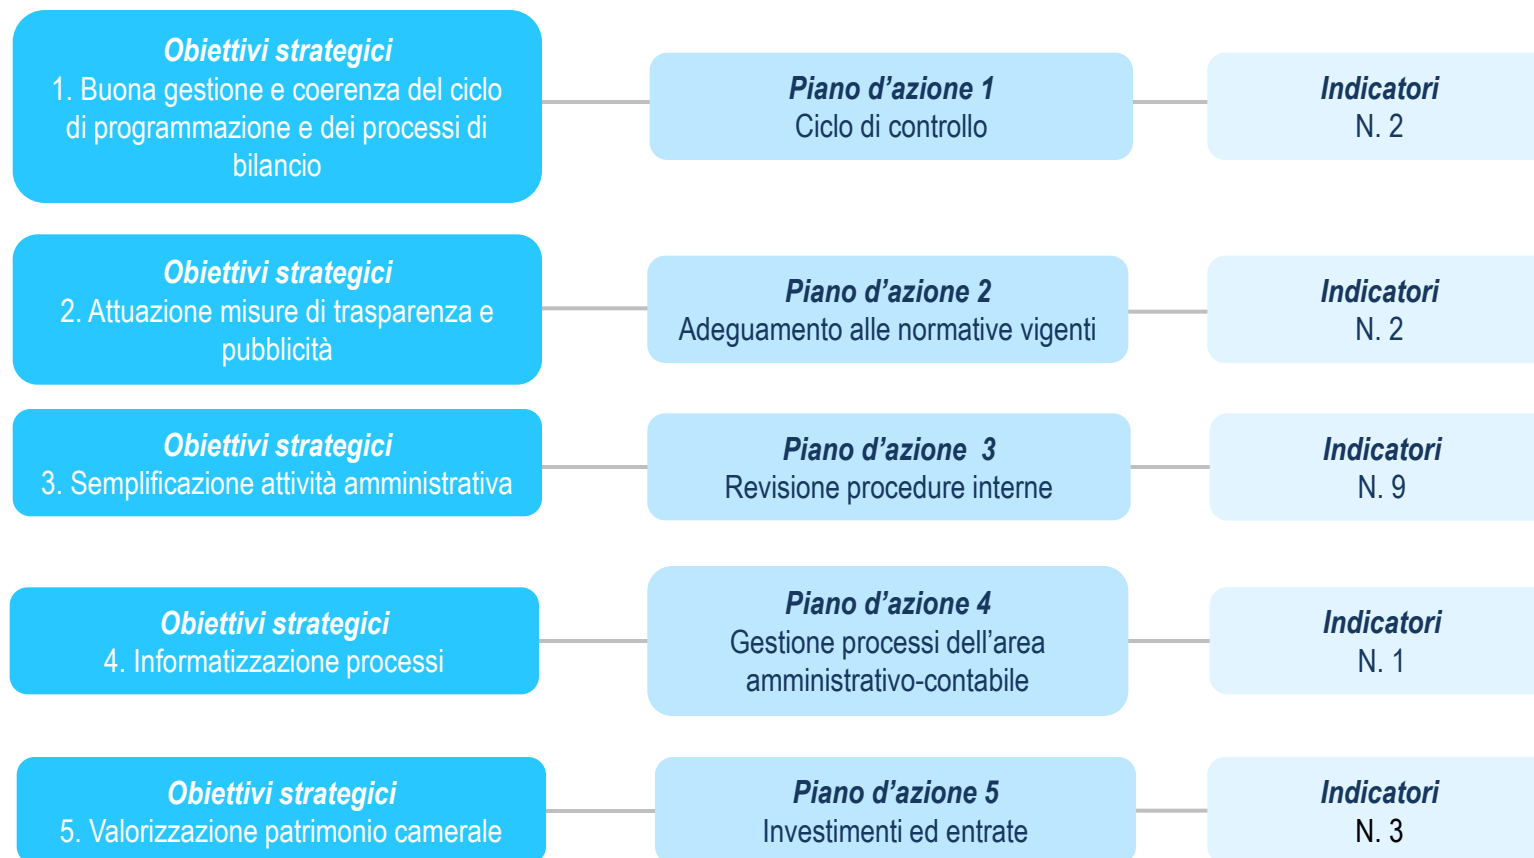 Obiettivi strategici
1. Buona gestione e coerenza del ciclo
di programmazione e dei processi di
bilancio
Piano d’azione 1
Ciclo di controllo
Indicatori
N. 2
Obiettivi strategici
2. Attuazione misure di trasparenza e
pubblicità
Piano d’azione 2
Adeguamento alle normative vigenti
Indicatori
N. 2
Obiettivi strategici
3. Semplificazione attività amministrativa
Piano d’azione 3
Revisione procedure interne
Indicatori
N. 9
Obiettivi strategici
4. Informatizzazione processi
Piano d’azione 4
Gestione processi dell’area
amministrativo-contabile
Indicatori
N. 1
Obiettivi strategici
5. Valorizzazione patrimonio camerale
Piano d’azione 5
Investimenti ed entrate
Indicatori
N. 3